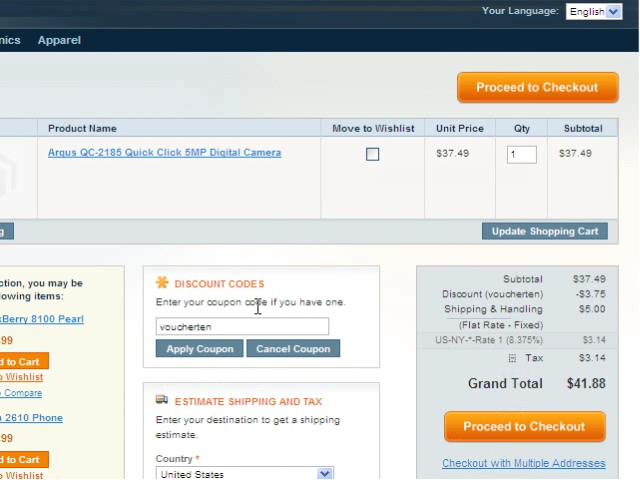 Your Language: English
nics Apparel
Proceed to Checkout
Product Name Move to Wishlist Unit Price Qty Subtotal
Argus QC-2185 Quick Click 5MP Digital Camera $37.49 1 $37.49
g Update Shopping Cart
ction, you may be
llowing items:
kBerry 8100 Pearl
.99
d to Cart
o Wishlist
o Compare
a 2610 Phone
.99
d to Cart
o Wishlist
DISCOUNT CODES
Enter your coupon code if you have one.
voucherten
Apply Coupon Cancel Coupon
ESTIMATE SHIPPING AND TAX
Enter your destination to get a shipping
estimate.
Country *
United States
Subtotal $37.49
Discount (voucherten) -$3.75
Shipping & Handling $5.00
(Flat Rate - Fixed)
US-NY-*-Rate 1 (8.375%) $3.14
Tax $3.14
Grand Total $41.88
Proceed to Checkout
Checkout with Multiple Addresses